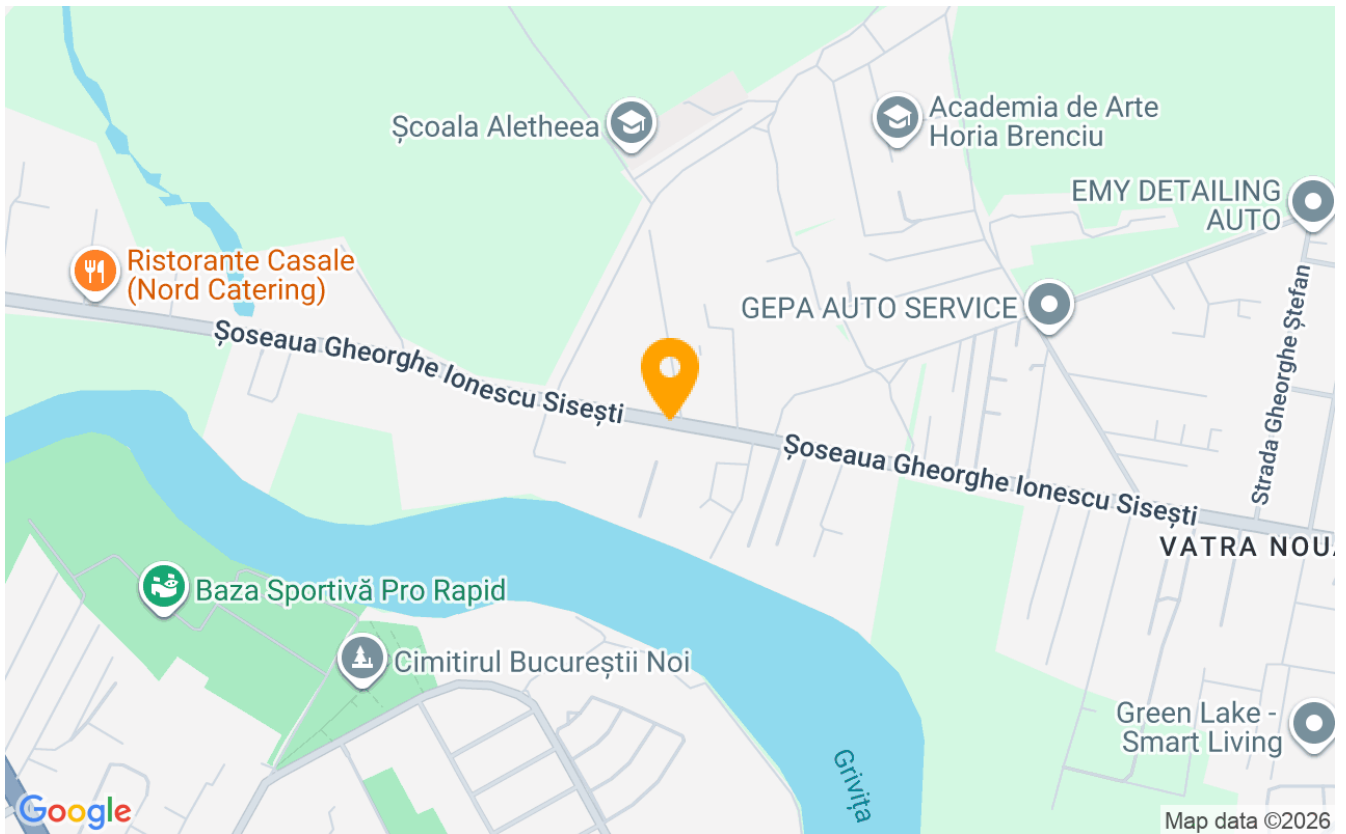 Școala Aletheea
Academia de Arte
Horia Brenciu
EMY DETAILING
AUTO
Ristorante Casale
(Nord Catering)
GEPA AUTO SERVICE
Strada Gheorghe Ștefan
Șoseaua Gheorghe Ionescu Sisești
Șoseaua Gheorghe Ionescu Sisești
VATRA NOUĂ
Baza Sportivă Pro Rapid
Cimitirul Bucureștii Noi
Green Lake -
Smart Living
Grivița
Google
Map data ©2026